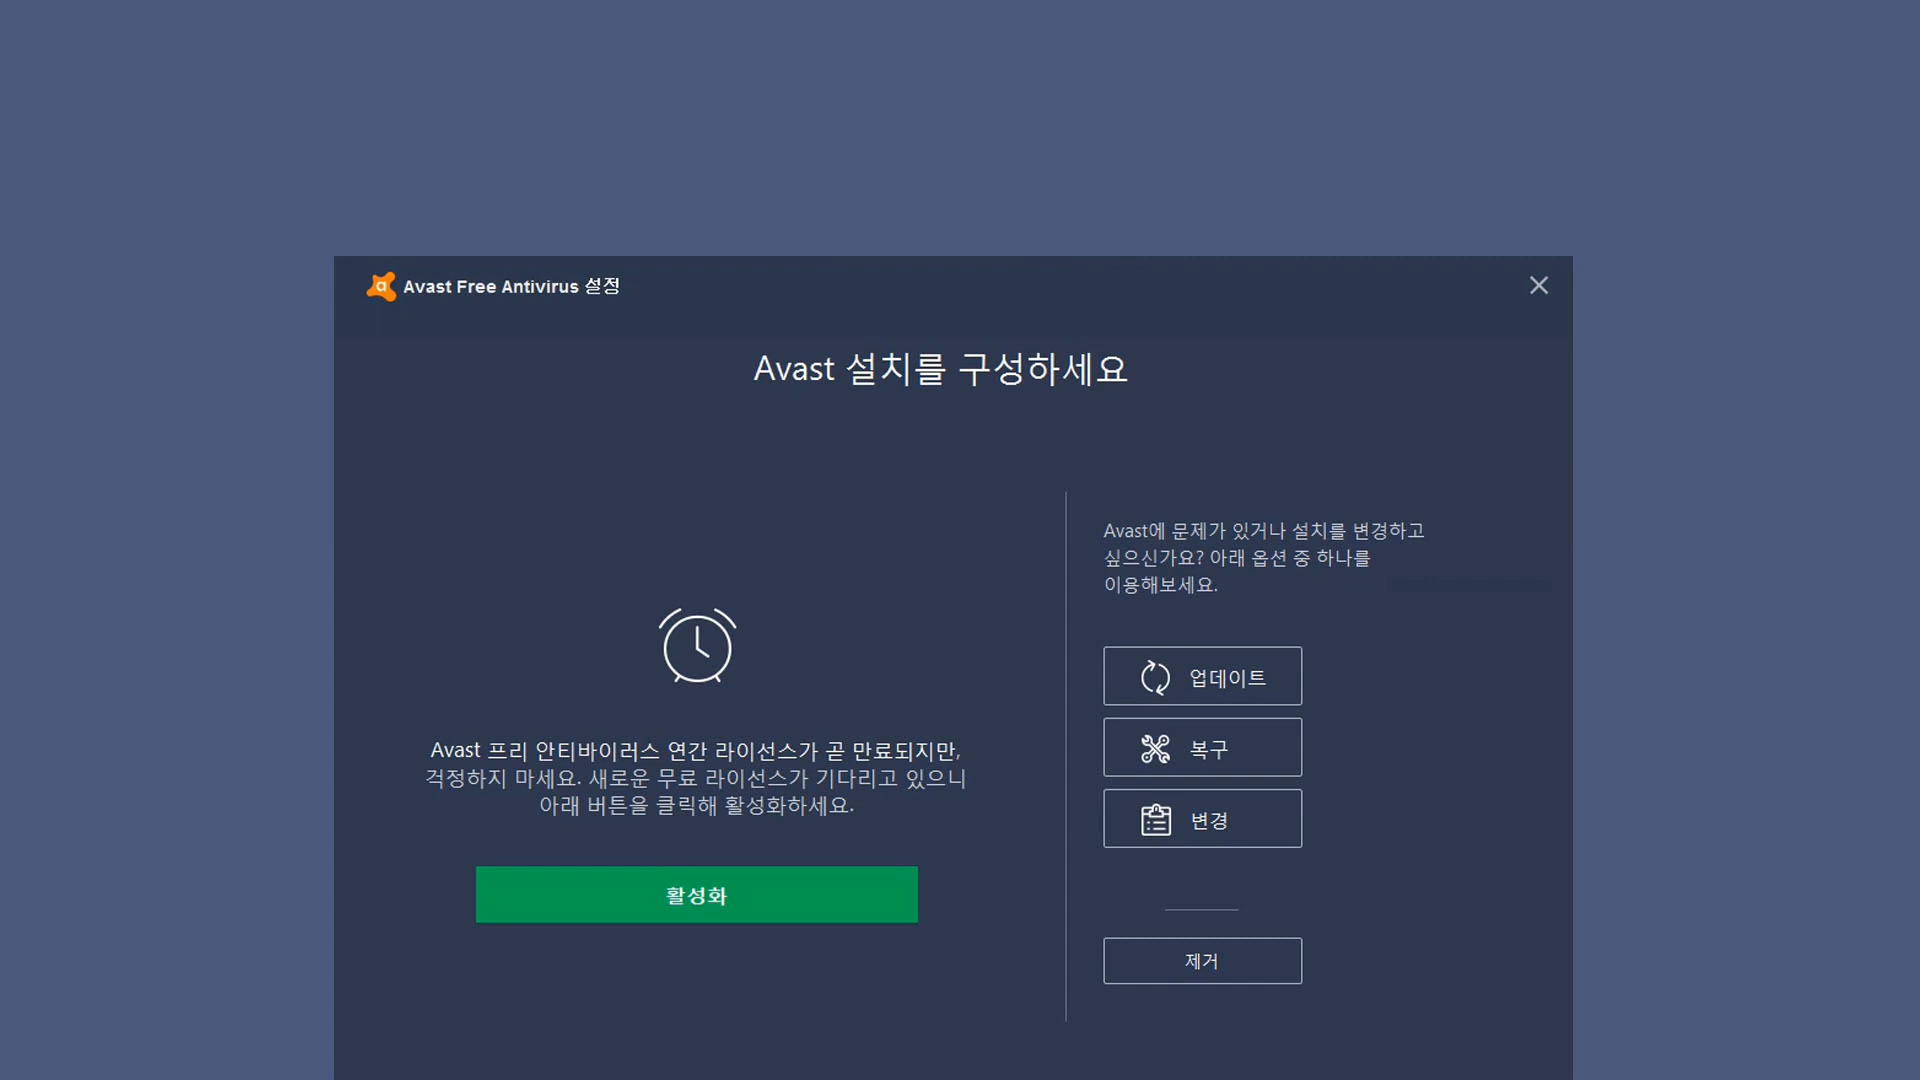 Avast Free Antivirus 설정
Avast 설치를 구성하세요
Avast 프리 안티바이러스 연간 라이선스가 곧 만료되지만,
걱정하지 마세요. 새로운 무료 라이선스가 기다리고 있으니
아래 버튼을 클릭해 활성화하세요.
활성화
Avast에 문제가 있거나 설치를 변경하고
싶으신가요? 아래 옵션 중 하나를
이용해보세요.
업데이트
복구
변경
제거